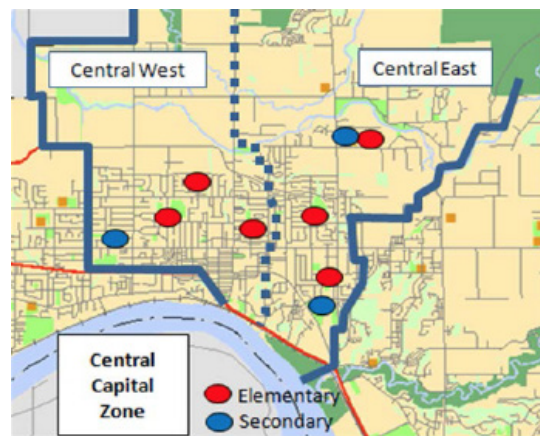 Central West
Central East
Central
Capital
Zone
Elementary
Secondary